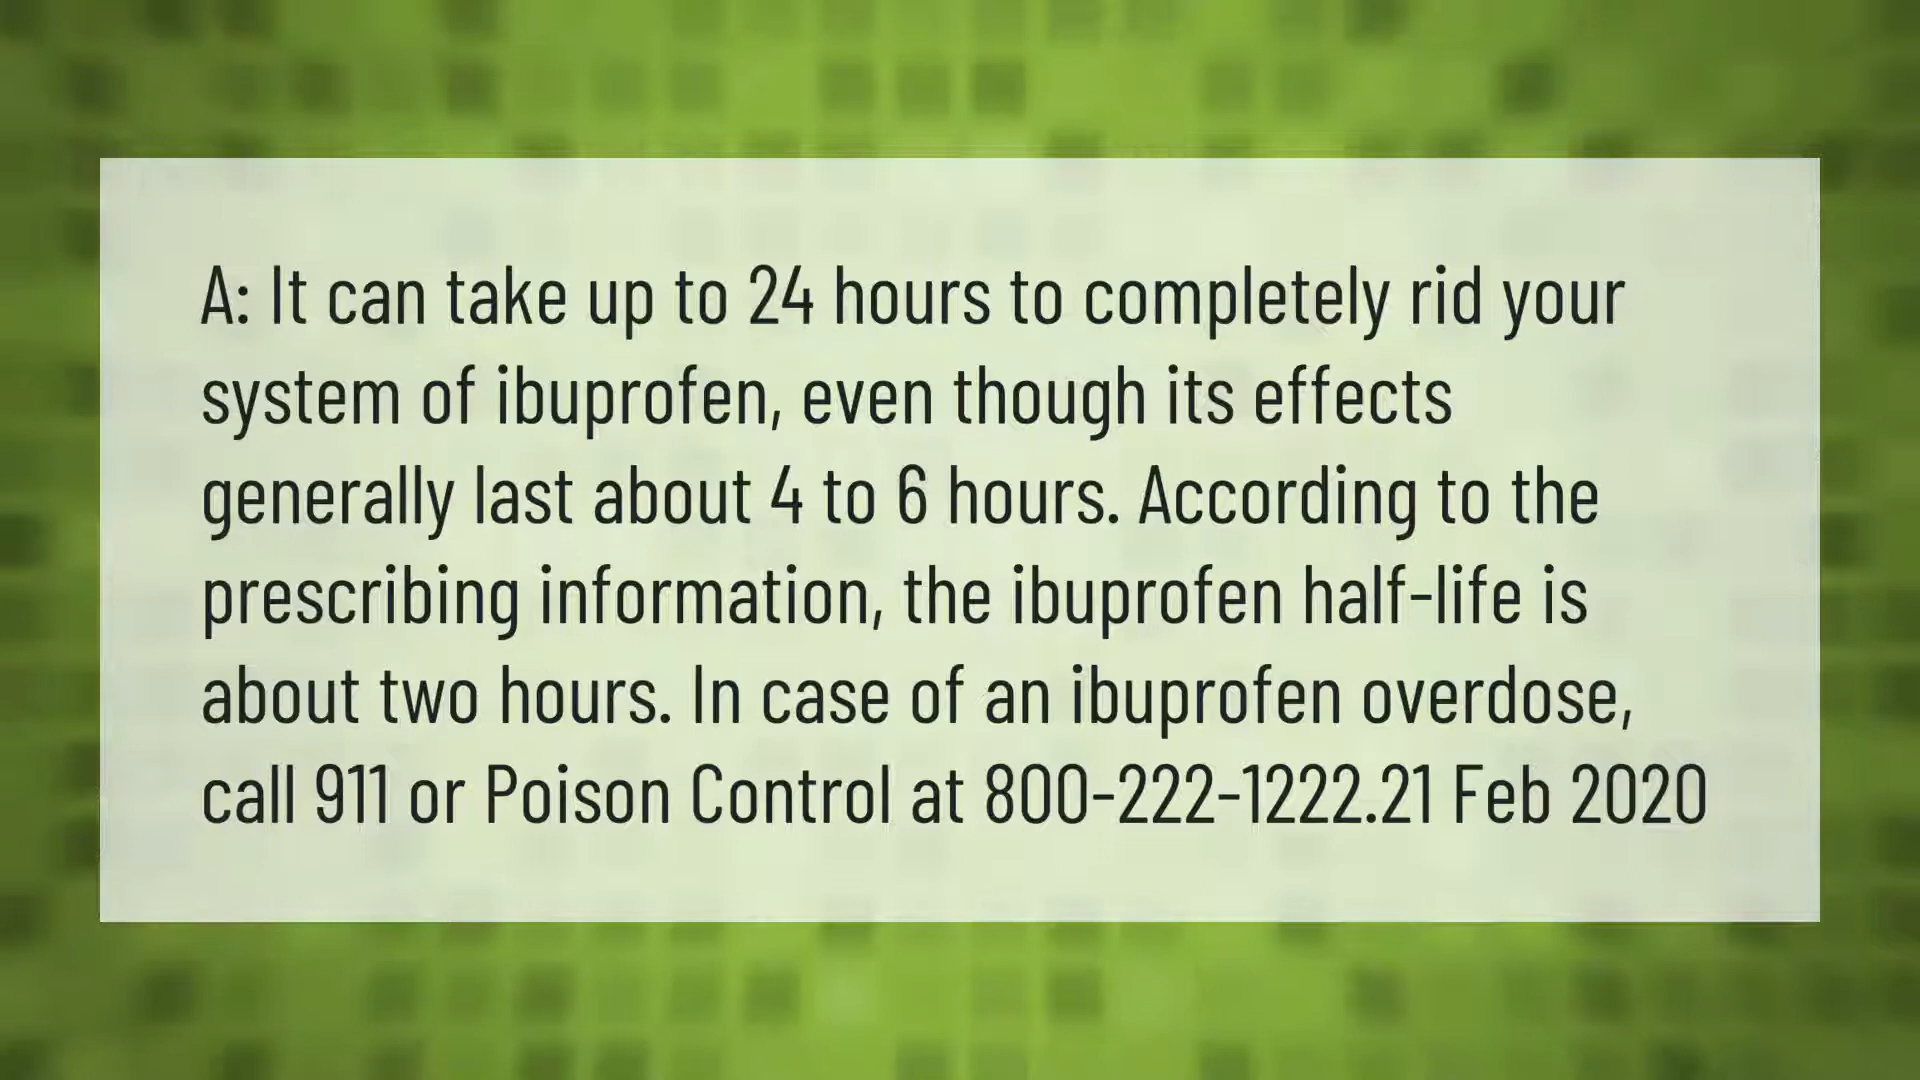 A: It can take up to 24 hours to completely rid your
system of ibuprofen, even though its effects
generally last about 4 to 6 hours. According to the
prescribing information, the ibuprofen half-life is
about two hours. In case of an ibuprofen overdose,
call 911 or Poison Control at 800-222-1222.21 Feb 2020